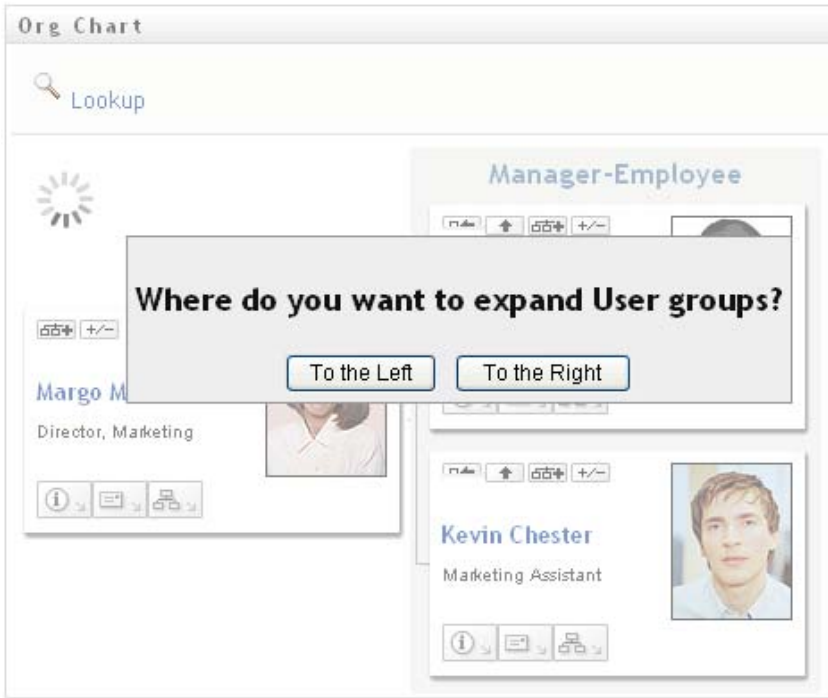 Org Chart
Lookup
Manager-Employee
+/-
Where do you want to expand User groups?
To the Left
To the Right
+/-
Margo M
Director, Marketing
+/-
Kevin Chester
Marketing Assistant